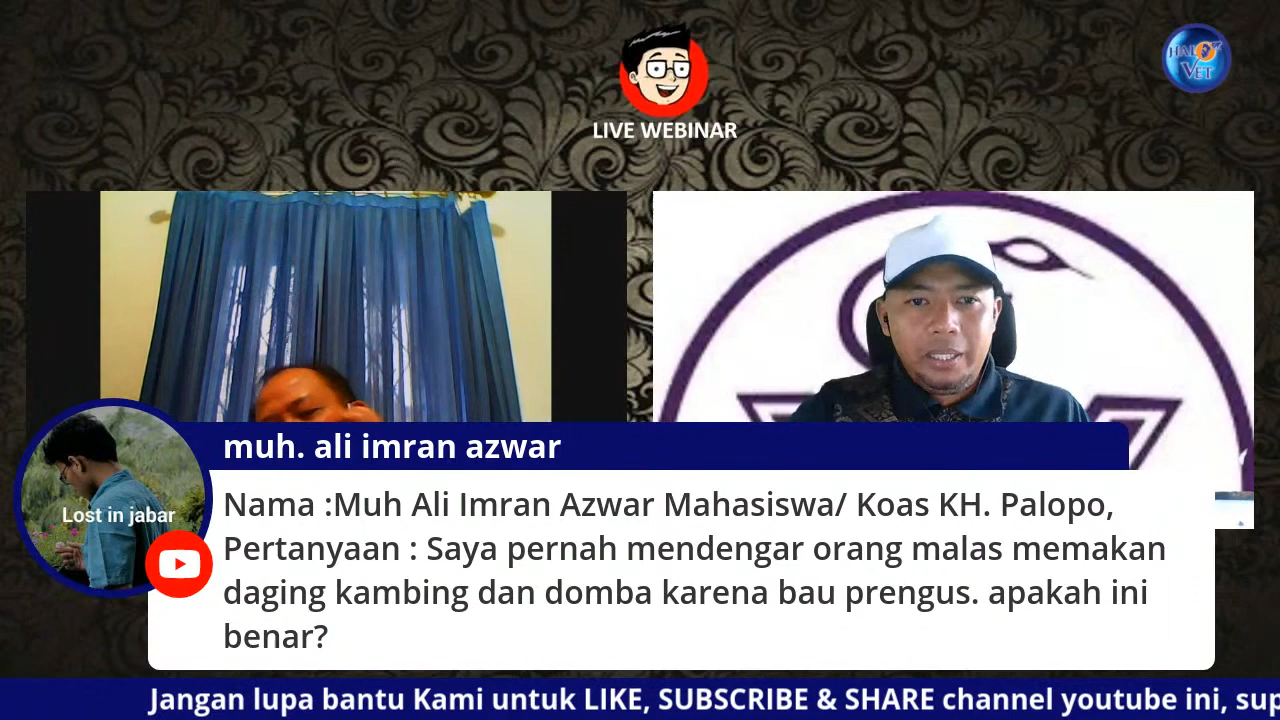 LIVE WEBINAR
HALO
VET
muh. ali imran azwar
Lost in jabar
Nama :Muh Ali Imran Azwar Mahasiswa/ Koas KH. Palopo,
Pertanyaan : Saya pernah mendengar orang malas memakan
daging kambing dan domba karena bau prengus. apakah ini
benar?
Jangan lupa bantu Kami untuk LIKE, SUBSCRIBE & SHARE channel youtube ini, sup